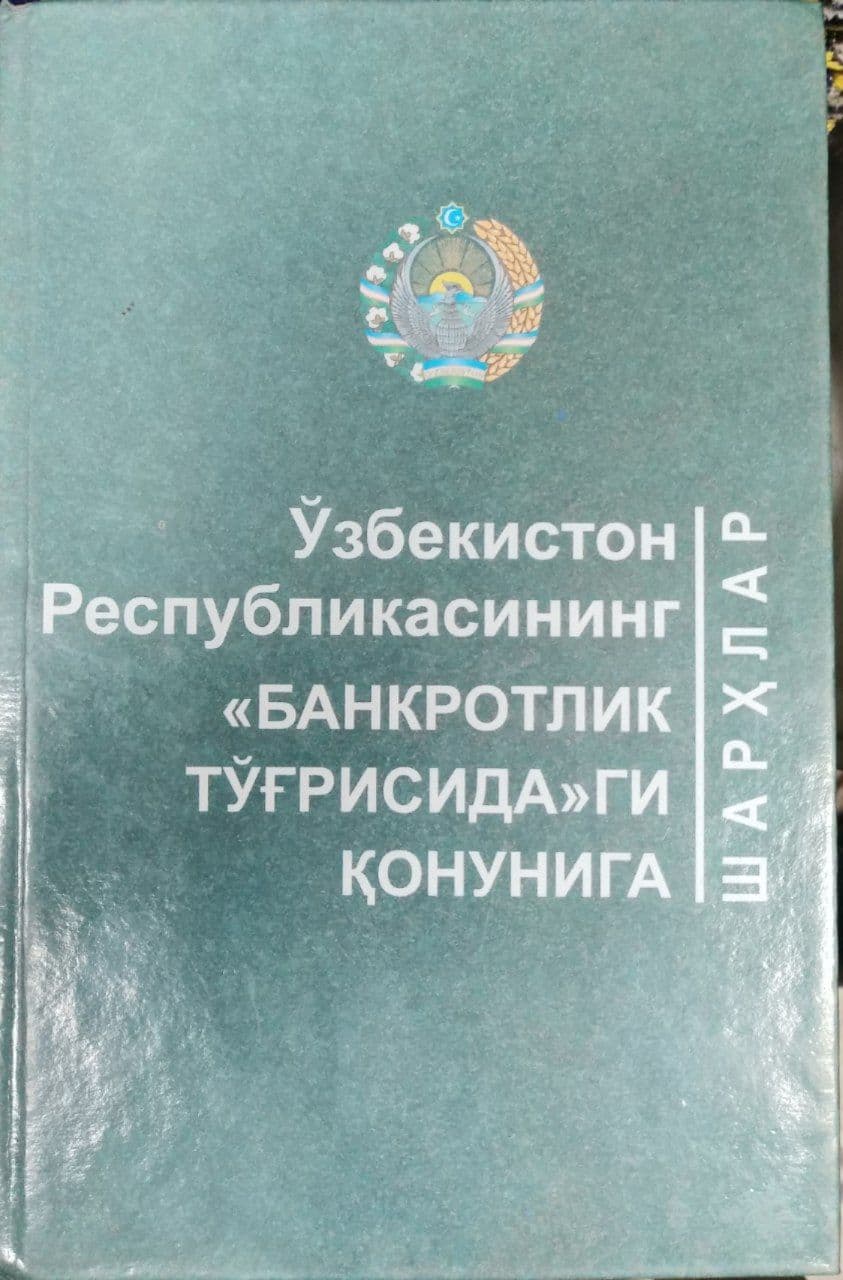 Ўзбекистон
Республикасининг
«БАНКРОТЛИК
ТЎҒРИСИДА»ГИ
ҚОНУНИГА
ШАРҲЛАР